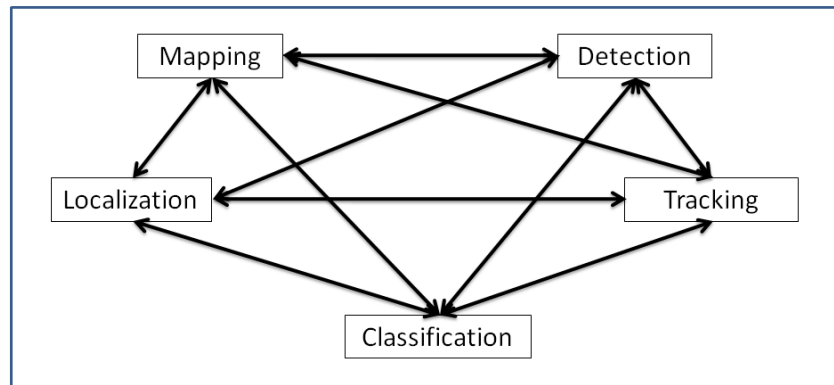 Mapping
Detection
Localization
Tracking
Classification